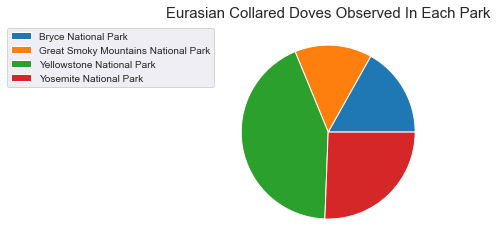 Eurasian Collared Doves Observed In Each Park
Bryce National Park
Great Smoky Mountains National Park
Yellowstone National Park
Yosemite National Park